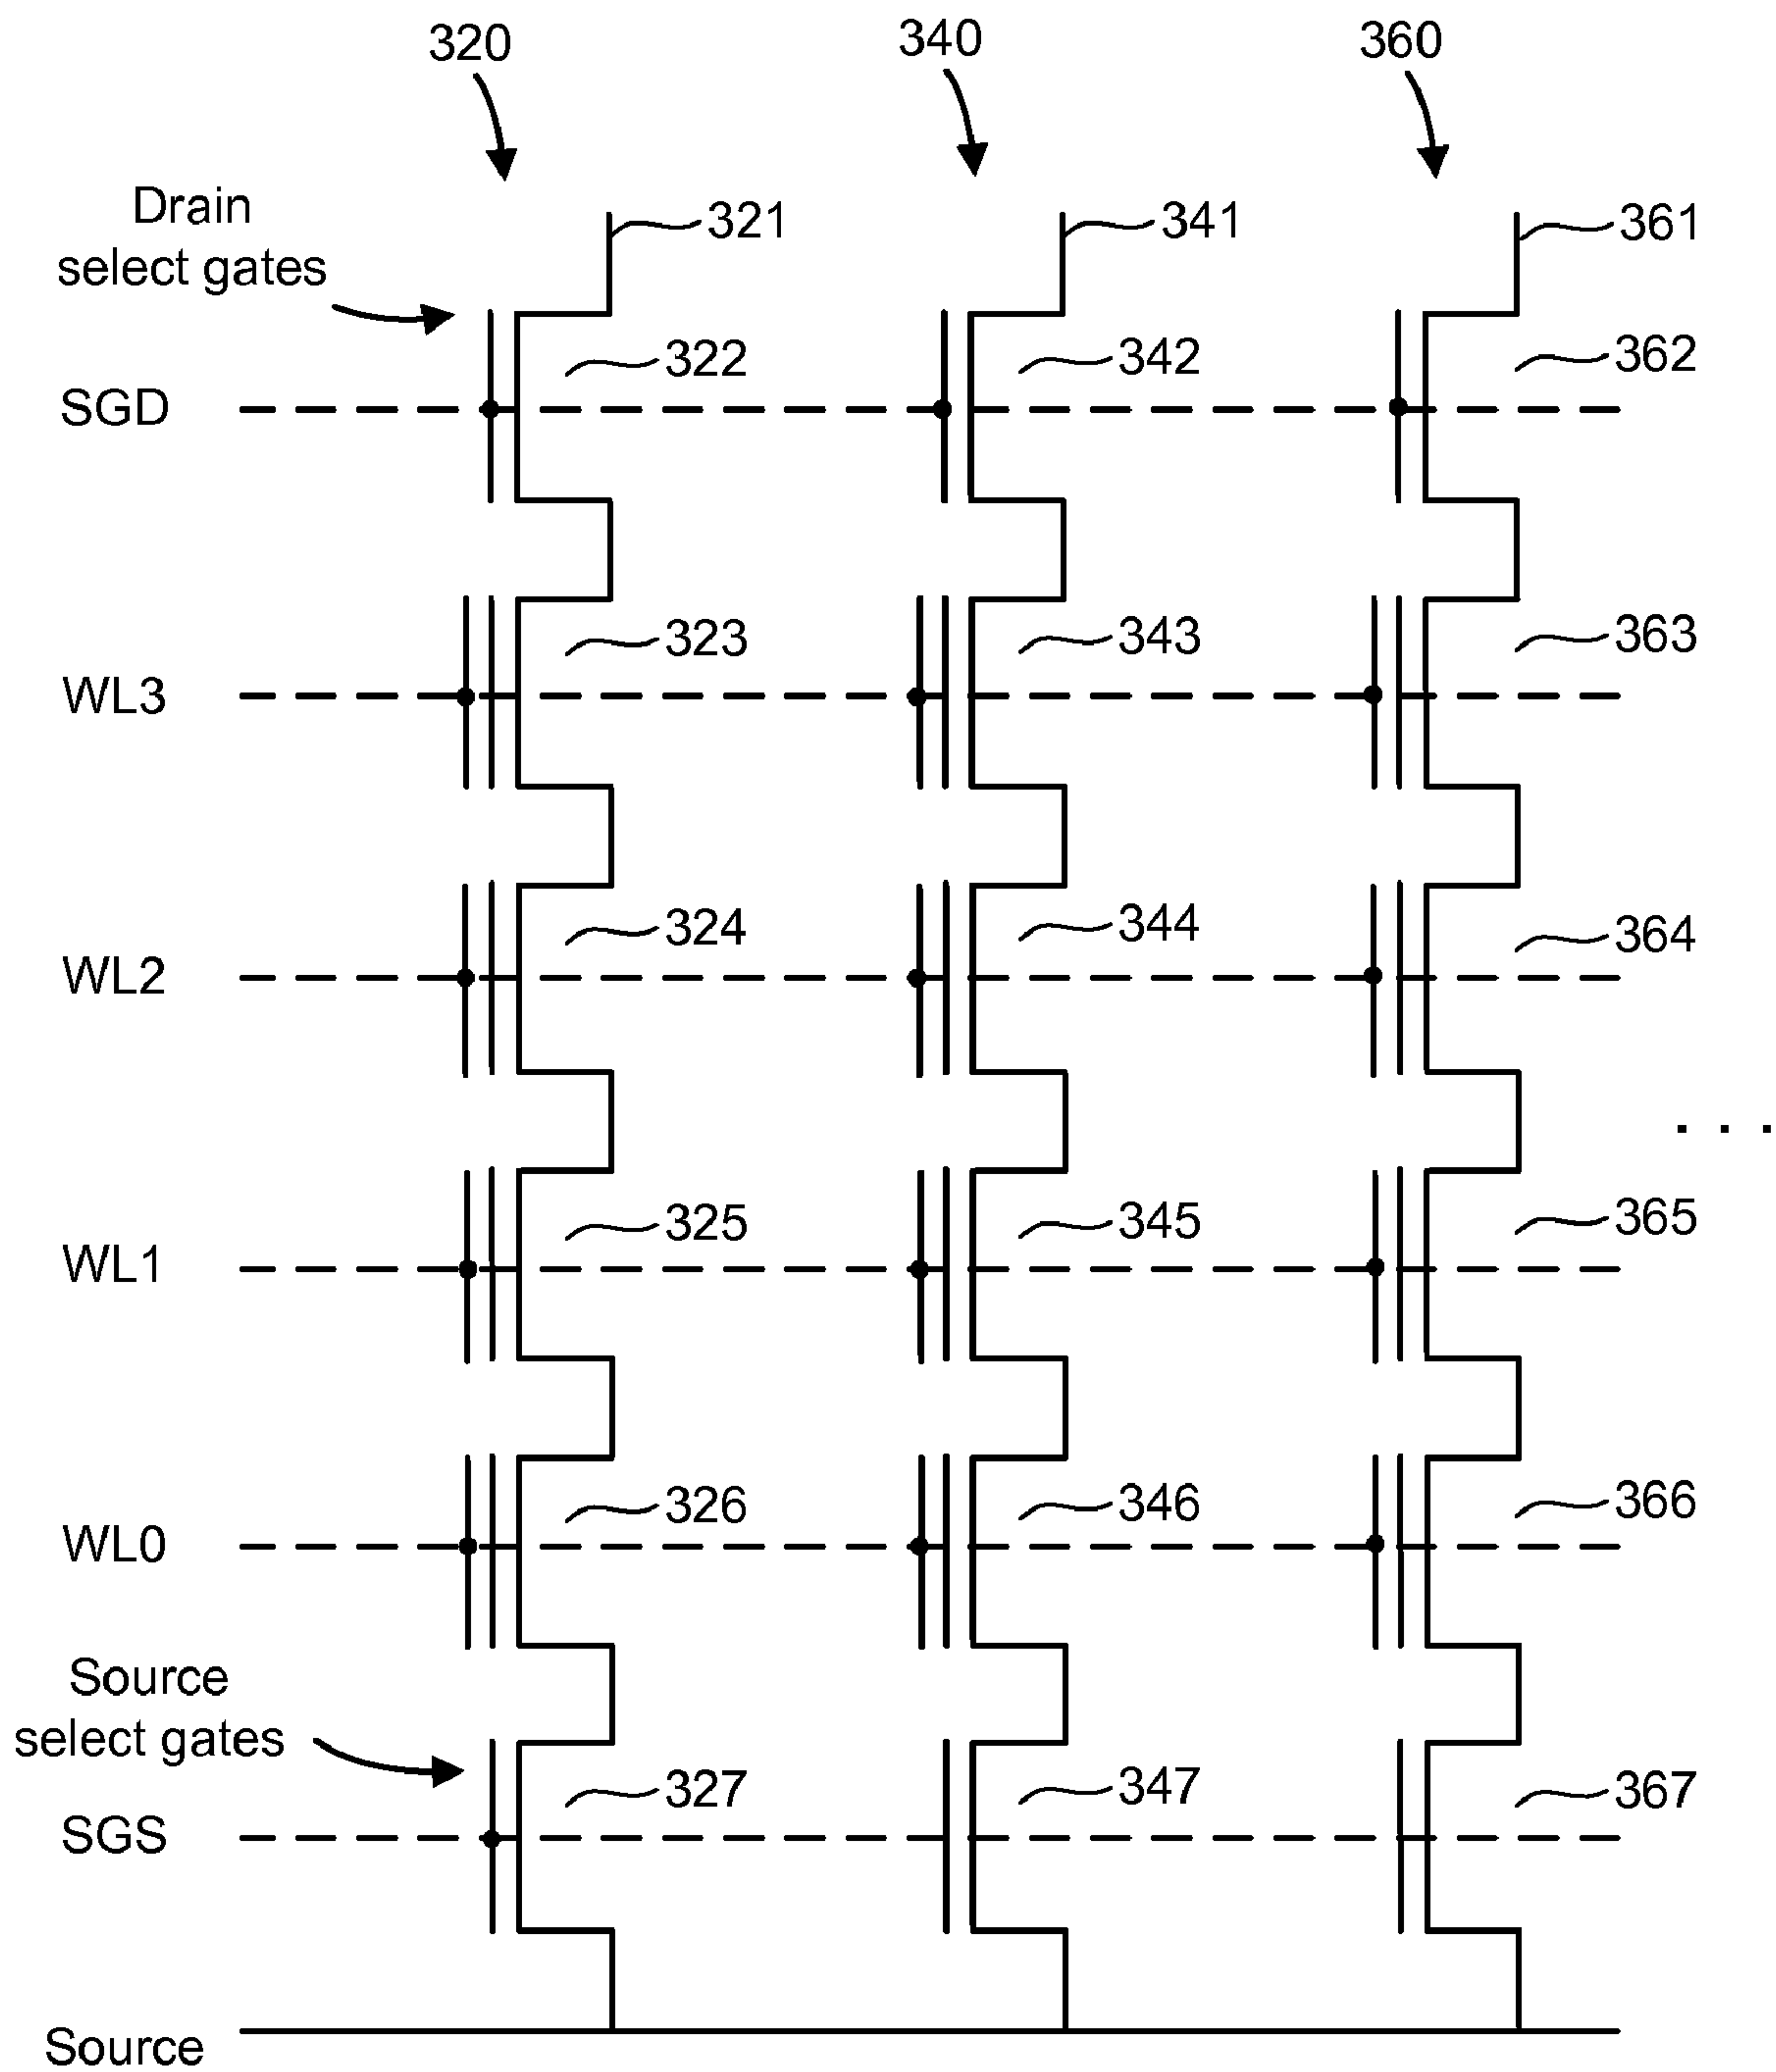 320 340 360
Drain
select gates
321 341 361
322 342 362
SGD
323 343 363
WL3
324 344 364
WL2
. . .
325 345 365
WL1
326 346 366
WL0
Source
select gates
327 347 367
SGS
Source